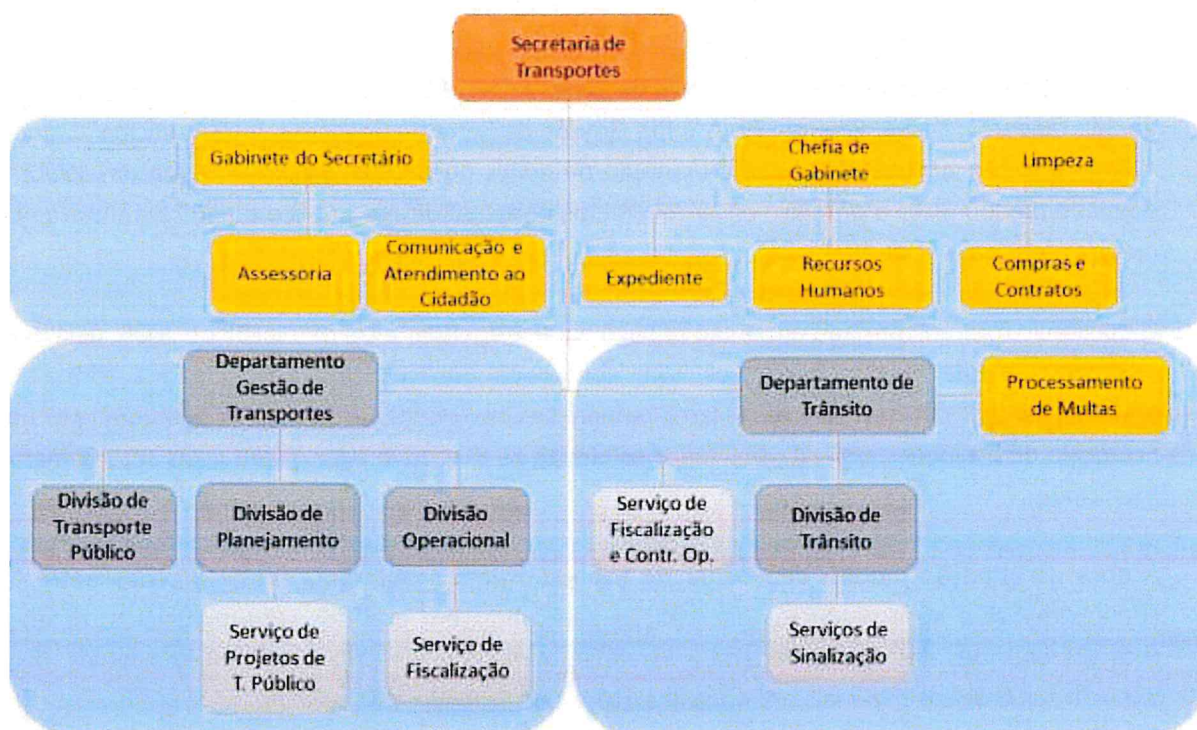 Secretaria de
Transportes
Gabinete do Secretário
Chefia de
Gabinete
Limpeza
Assessoria
Comunicação e
Atendimento ao
Cidadão
Expediente
Recursos
Humanos
Compras e
Contratos
Departamento
Gestão de
Transportes
Departamento de
Trânsito
Processamento
de Multas
Divisão de
Transporte
Público
Divisão de
Planejamento
Divisão
Operacional
Serviço de
Fiscalização
e Contr. Op.
Divisão de
Trânsito
Serviço de
Projetos de
T. Público
Serviço de
Fiscalização
Serviços de
Sinalização